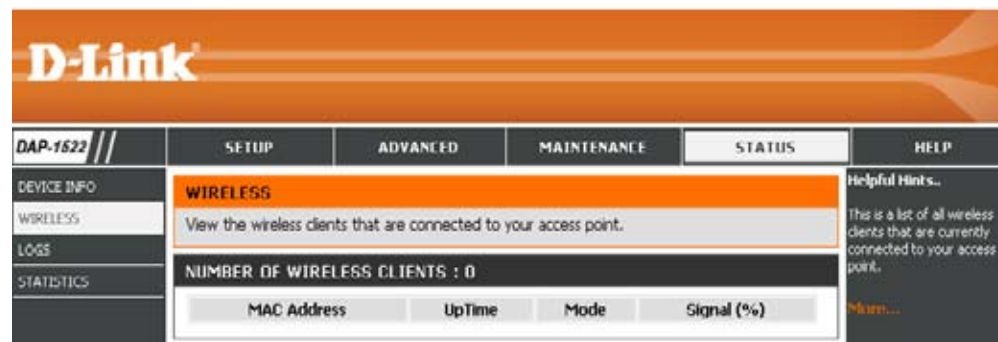 D-Link
DAP-1522
SETUP
ADVANCED
MAINTENANCE
STATUS
HELP
DEVICE INFO
WIRELESS
LOGS
STATISTICS
WIRELESS
View the wireless clients that are connected to your access point.
NUMBER OF WIRELESS CLIENTS : 0
MAC Address
UpTime
Mode
Signal (%)
Helpful Hints..
This is a list of all wireless
clients that are currently
connected to your access
point.
More...